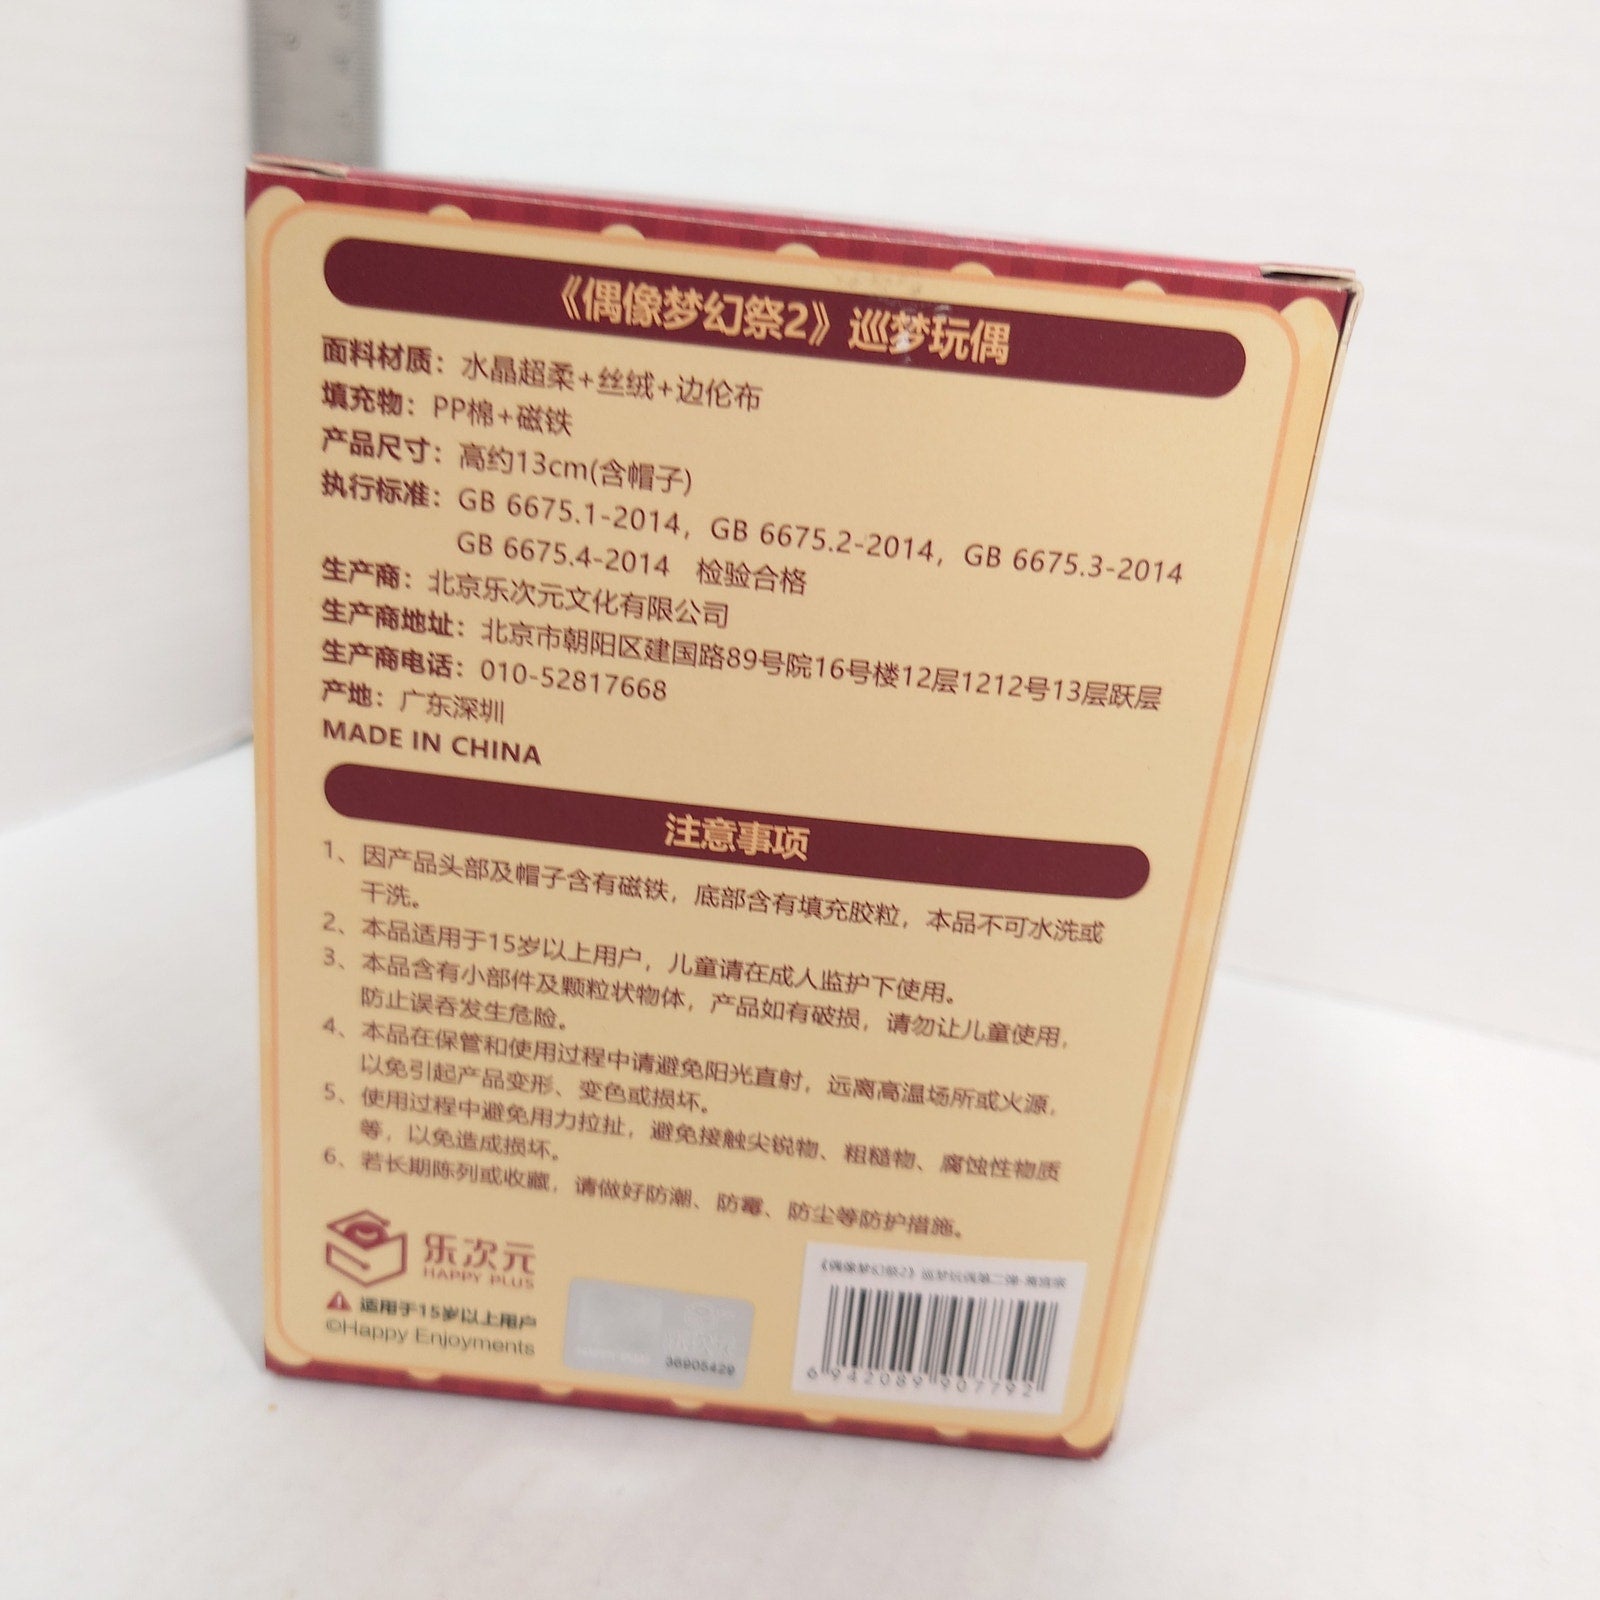 《偶像梦幻祭2》巡梦玩偶
面料材质：水晶超柔+丝绒+边伦布
填充物：PP棉+磁铁
产品尺寸：高约13cm(含帽子)
执行标准：GB 6675.1-2014，GB 6675.2-2014，GB 6675.3-2014
GB 6675.4-2014 检验合格
生产商：北京乐次元文化有限公司
生产商地址：北京市朝阳区建国路89号院16号楼12层1212号13层跃层
生产商电话：010-52817668
产地：广东深圳
MADE IN CHINA
注意事项
1、因产品头部及帽子含有磁铁，底部含有填充胶粒，本品不可水洗或
干洗。
2、本品适用于15岁以上用户，儿童请在成人监护下使用。
3、本品含有小部件及颗粒状物体，产品如有破损，请勿让儿童使用，
防止误吞发生危险。
4、本品在保管和使用过程中请避免阳光直射，远离高温场所或火源，
以免引起产品变形、变色或损坏。
5、使用过程中避免用力拉扯，避免接触尖锐物、粗糙物、腐蚀性物质
等，以免造成损坏。
6、若长期陈列或收藏，请做好防潮、防霉、防尘等防护措施。
乐次元
HAPPY PLUS
适用于15岁以上用户
©Happy Enjoyments
36905429
《偶像梦幻祭2》巡梦玩偶第二弹
6 942089 907792